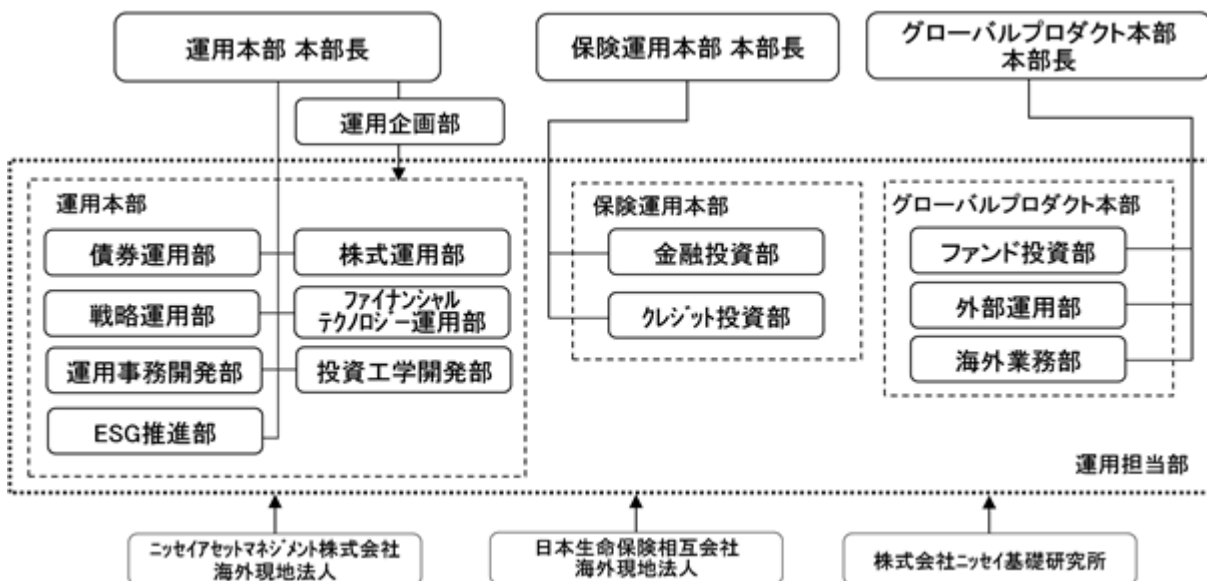 運用本部 本部長
保険運用本部 本部長
グローバルプロダクト本部
本部長
運用企画部
運用本部
債券運用部
株式運用部
戦略運用部
ファイナンシャル
テクノロジー運用部
運用事務開発部
投資工学開発部
ESG推進部
保険運用本部
金融投資部
クレジット投資部
グローバルプロダクト本部
ファンド投資部
外部運用部
海外業務部
運用担当部
ニッセイアセットマネジメント株式会社
海外現地法人
日本生命保険相互会社
海外現地法人
株式会社ニッセイ基礎研究所